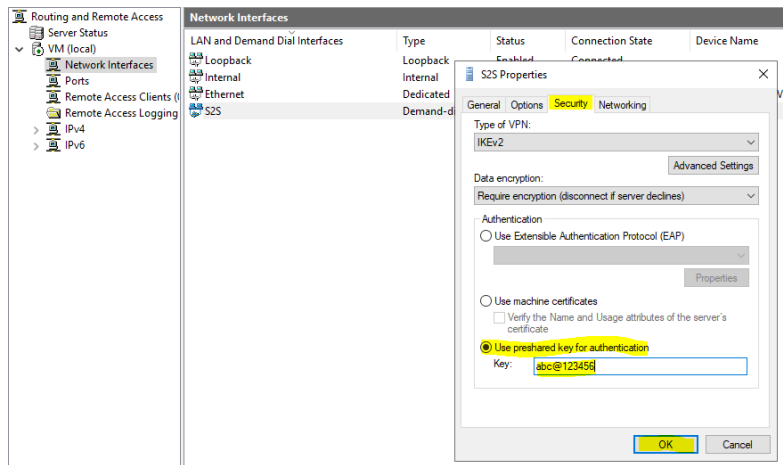 Routing and Remote Access
Server Status
VM (local)
Network Interfaces
Ports
Remote Access Clients (
Remote Access Logging
IPv4
IPv6
Network Interfaces
LAN and Demand Dial Interfaces Type Status Connection State Device Name
Loopback Loopback Enabled Connected
Internal Internal
Ethernet Dedicated
S2S Demand-di
S2S Properties
General Options Security Networking
Type of VPN:
IKEv2
Advanced Settings
Data encryption:
Require encryption (disconnect if server declines)
Authentication
Use Extensible Authentication Protocol (EAP)
Properties
Use machine certificates
Verify the Name and Usage attributes of the server's
certificate
Use preshared key for authentication
Key: abc@123456
OK Cancel